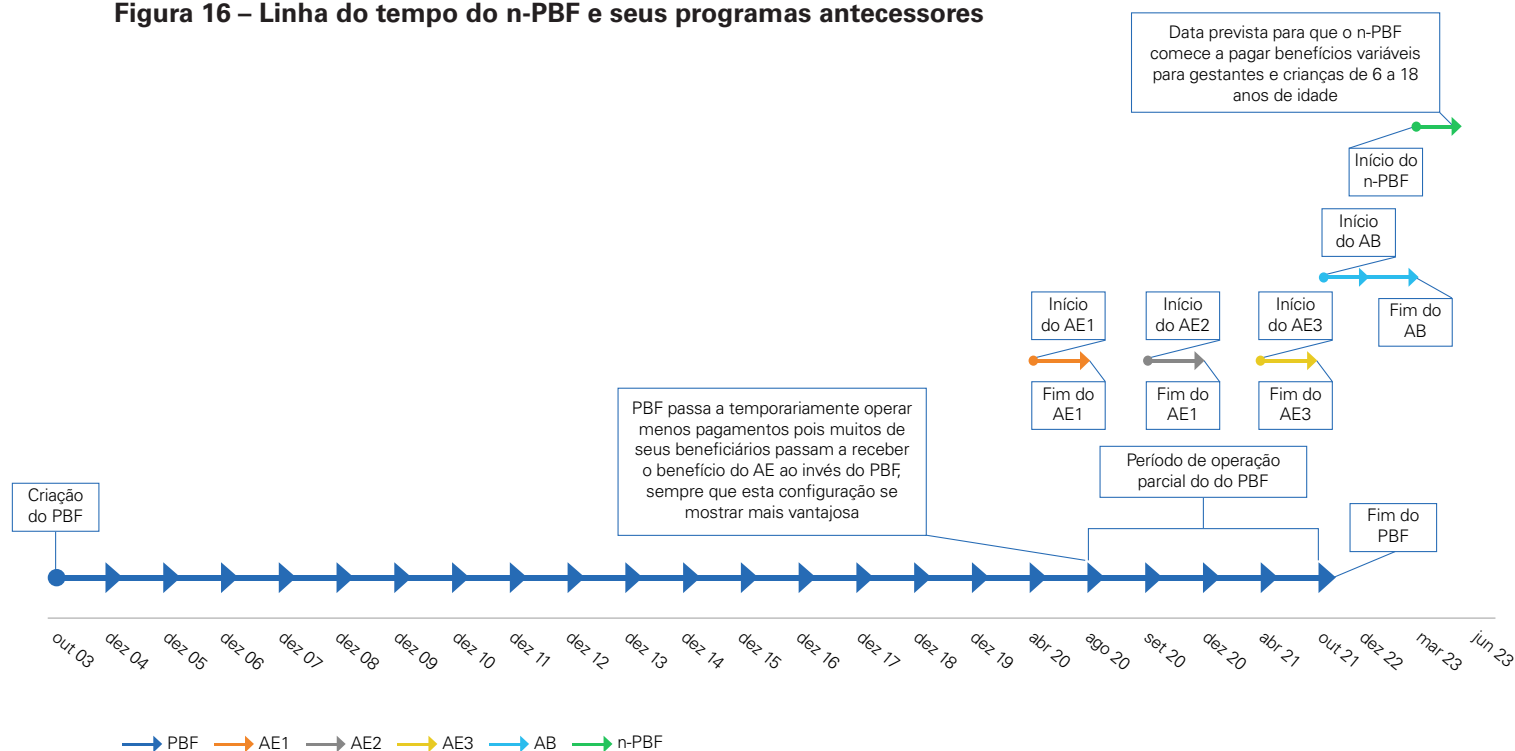 Figura 16 – Linha do tempo do n-PBF e seus programas antecessores
Data prevista para que o n-PBF
comece a pagar benefícios variáveis
para gestantes e crianças de 6 a 18
anos de idade
Início do
n-PBF
Início
do AB
Fim do
AB
Início
do AE1
Início
do AE2
Início
do AE3
Fim do
AE1
Fim do
AE1
Fim do
AE3
PBF passa a temporariamente operar
menos pagamentos pois muitos de
seus beneficiários passam a receber
o benefício do AE ao invés do PBF,
sempre que esta configuração se
mostrar mais vantajosa
Período de operação
parcial do do PBF
Criação
do PBF
Fim do
PBF
out 03
dez 04
dez 05
dez 06
dez 07
dez 08
dez 09
dez 10
dez 11
dez 12
dez 13
dez 14
dez 15
dez 16
dez 17
dez 18
dez 19
abr 20
ago 20
set 20
dez 20
abr 21
out 21
dez 22
mar 23
jun 23
PBF AE1 AE2 AE3 AB n-PBF